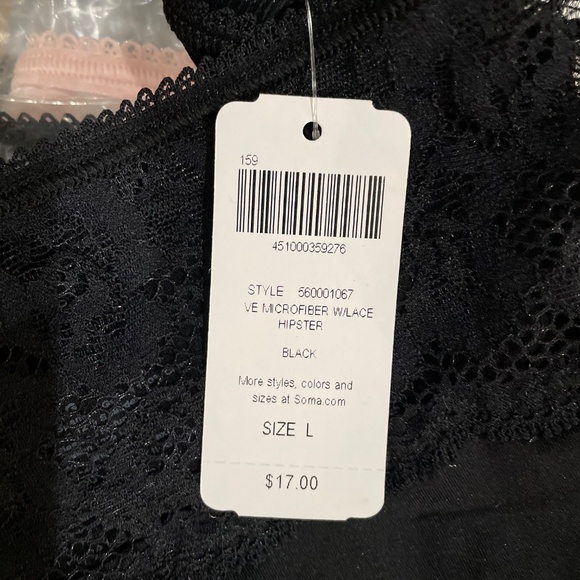 159
451000359276
STYLE 560001067
VE MICROFIBER W/LACE
HIPSTER
BLACK
More styles, colors and
sizes at Soma.com
SIZE L
$17.00